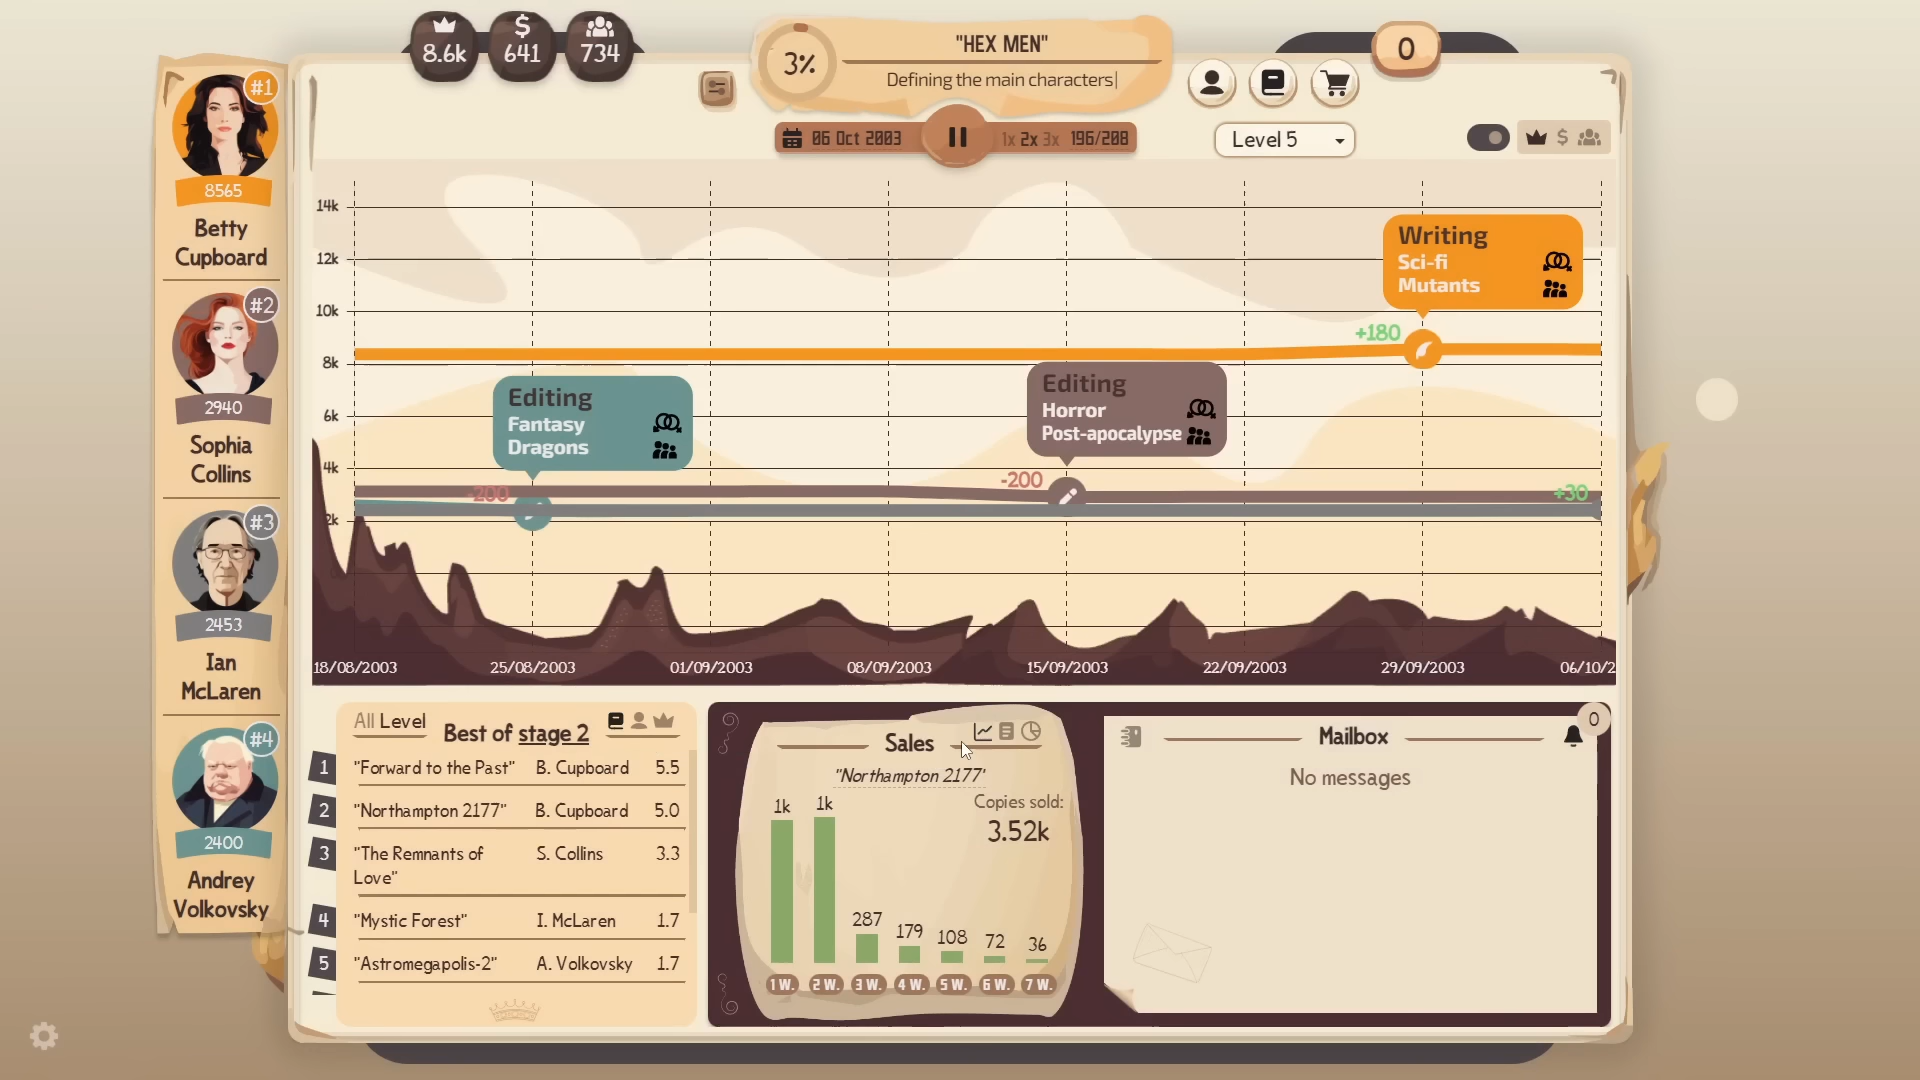 8.6k
641
734
3%
"HEX MEN"
Defining the main characters
0
06 Oct 2003
1x 2x 3x
196/208
Level 5
$
#1
8565
Betty
Cupboard
#2
2940
Sophia
Collins
#3
2453
Ian
McLaren
#4
2400
Andrey
Volkovsky
14k
12k
10k
8k
6k
4k
2k
Writing
Sci-fi
Mutants
+180
Editing
Fantasy
Dragons
-200
Editing
Horror
Post-apocalypse
-200
+30
18/08/2003
25/08/2003
01/09/2003
08/09/2003
15/09/2003
22/09/2003
29/09/2003
06/10/2
All Level
Best of stage 2
1 "Forward to the Past" B. Cupboard 5.5
2 "Northampton 2177" B. Cupboard 5.0
3 "The Remnants of S. Collins 3.3
Love"
4 "Mystic Forest" I. McLaren 1.7
5 "Astromegapolis-2" A. Volkovsky 1.7
Sales
"Northampton 2177"
Copies sold:
3.52k
1k 1k 287 179 108 72 36
1 W. 2 W. 3 W. 4 W. 5 W. 6 W. 7 W.
Mailbox
0
No messages